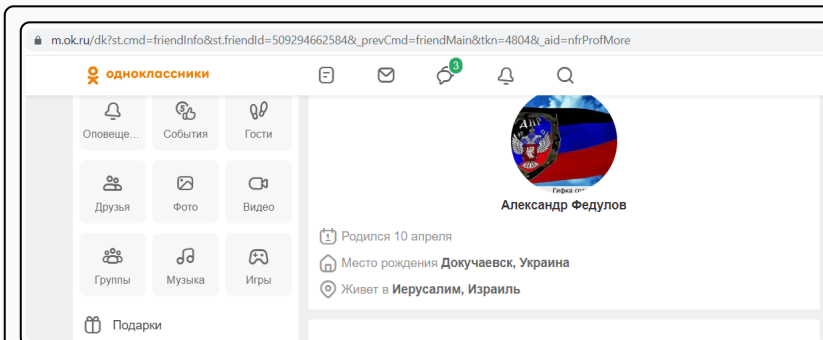 m.ok.ru/dk?st.cmd=friendInfo&st.friendId=509294662584&_prevCmd=friendMain&tkn=4804&_aid=nfrProfMore
одноклассники
3
Оповеще...
События
Гости
ДНР
Друзья
Фото
Видео
Александр Федулов
1
Родился 10 апреля
Место рождения Докучаевск, Украина
Группы
Музыка
Игры
Живет в Иерусалим, Израиль
Подарки